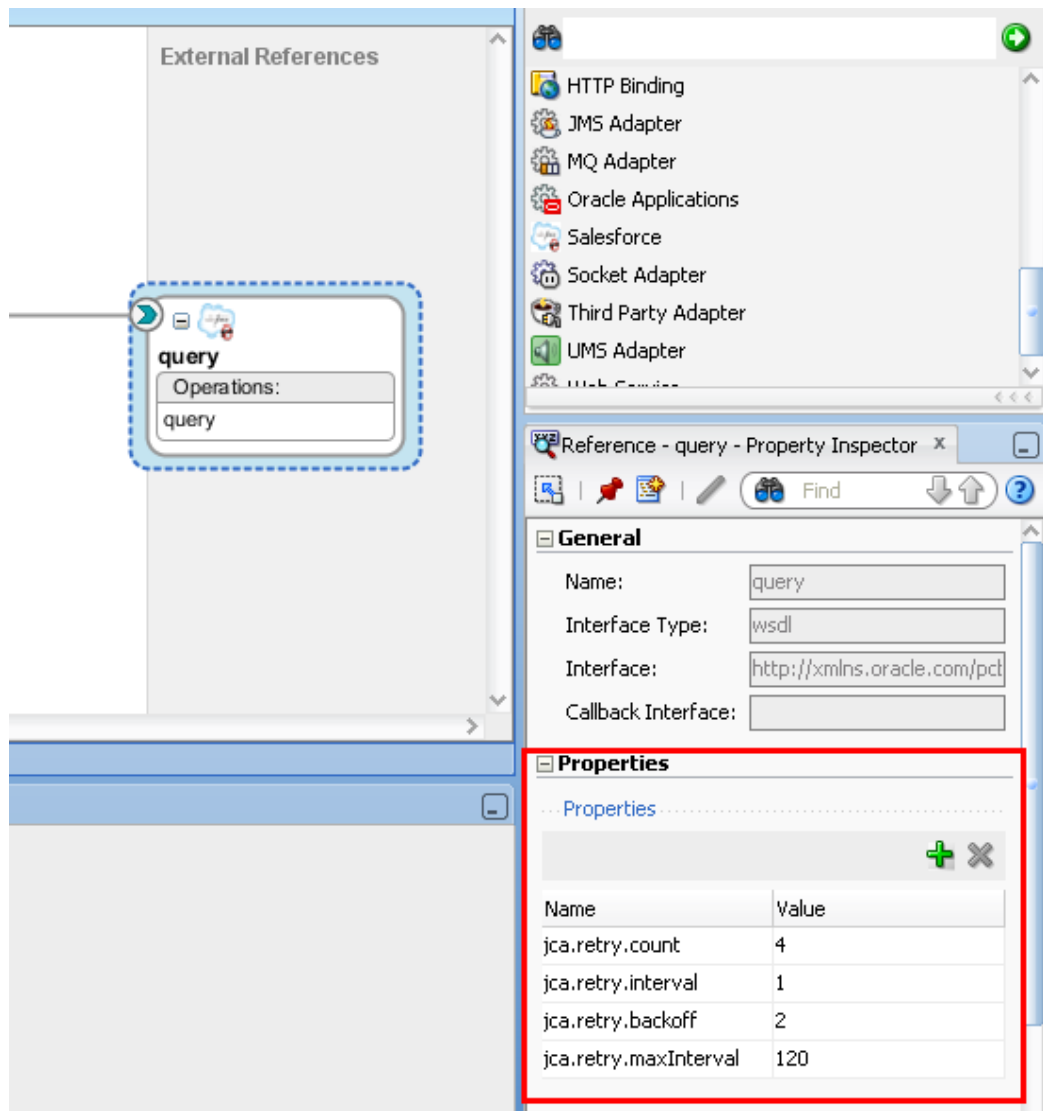 External References
query
Operations:
query
HTTP Binding
JMS Adapter
MQ Adapter
Oracle Applications
Salesforce
Socket Adapter
Third Party Adapter
UMS Adapter
Reference - query - Property Inspector x
Find
General
Name: query
Interface Type: wsdl
Interface: http://xmlns.oracle.com/pct
Callback Interface:
Properties
Properties
Name Value
jca.retry.count 4
jca.retry.interval 1
jca.retry.backoff 2
jca.retry.maxInterval 120